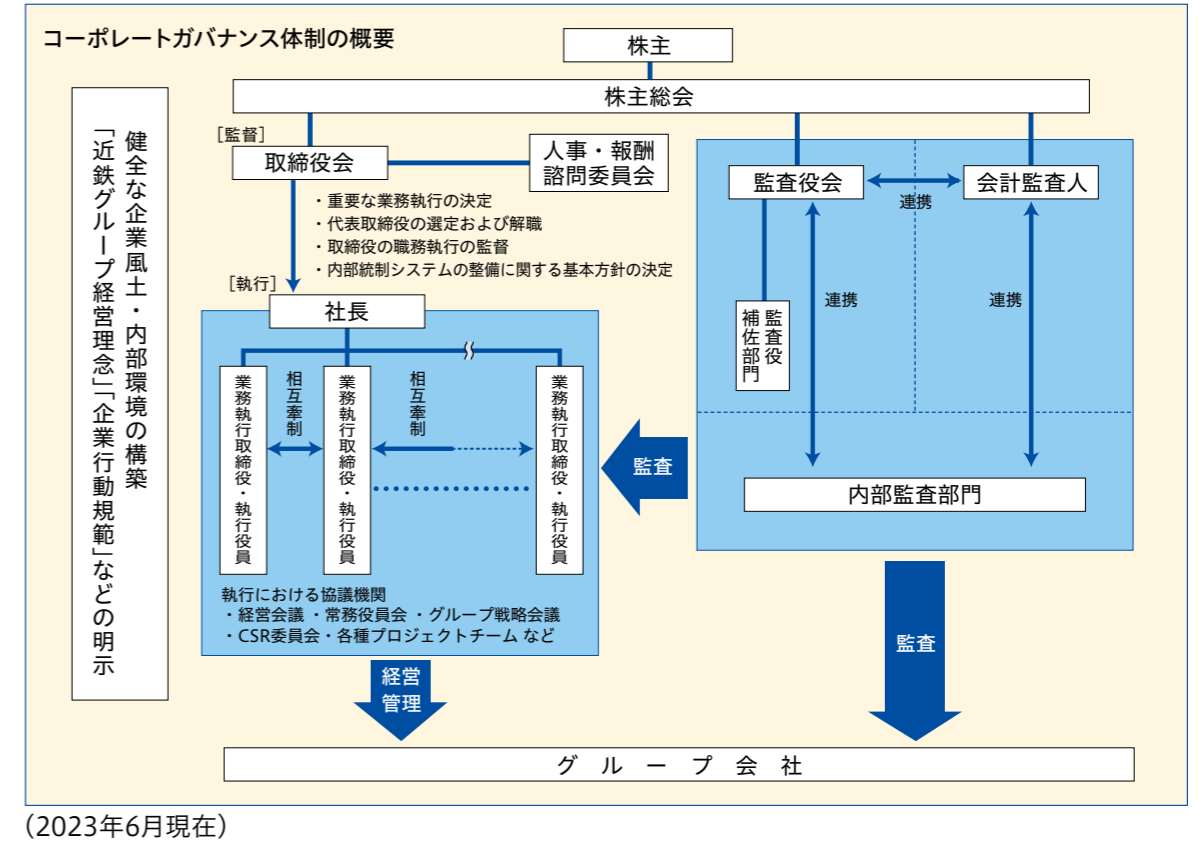 コーポレートガバナンス体制の概要
株主
株主総会
健全な企業風土・内部環境の構築
「近鉄グループ経営理念」「企業行動規範」などの明示
[監督]
取締役会
人事・報酬
諮問委員会
・重要な業務執行の決定
・代表取締役の選定および解職
・取締役の職務執行の監督
・内部統制システムの整備に関する基本方針の決定
[執行]
社長
業務執行取締役・執行役員
相互牽制
業務執行取締役・執行役員
相互牽制
業務執行取締役・執行役員
執行における協議機関
・経営会議 ・常務役員会 ・グループ戦略会議
・CSR委員会・各種プロジェクトチーム など
監査役会
連携
会計監査人
監査役
補佐部門
連携
連携
内部監査部門
監査
監査
経営
管理
グループ会社
(2023年6月現在)